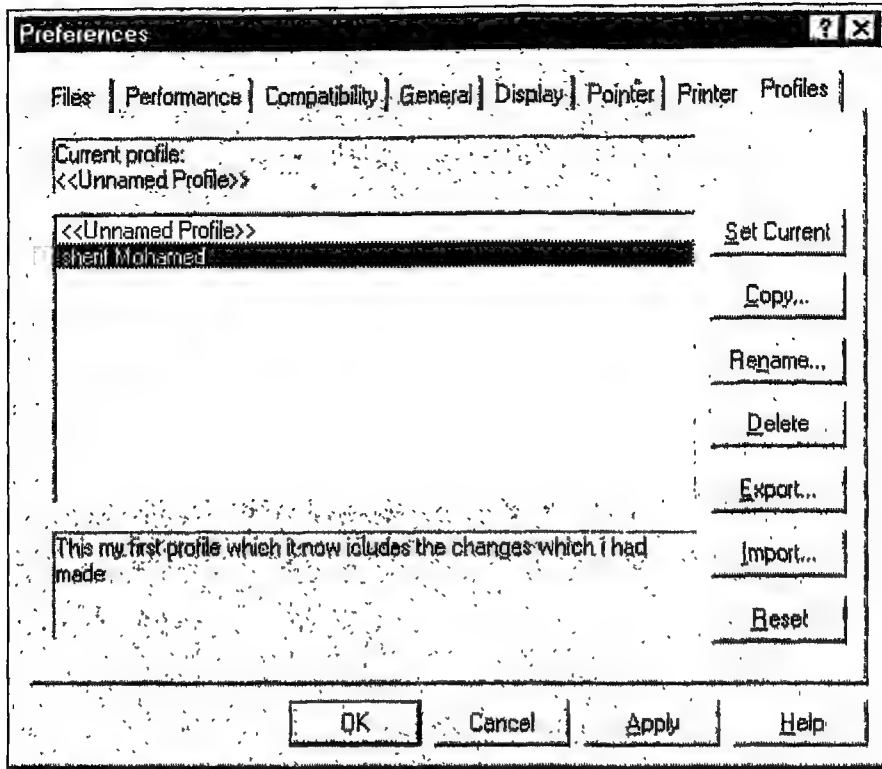 Preferences
Files Performance Compatibility General Display Pointer Printer Profiles
Current profile:
<<Unnamed Profile>>
<<Unnamed Profile>>
sherif Mohamed
Set Current
Copy...
Rename...
Delete
Export...
Import...
Reset
This my first profile which it now icludes the changes which i had
made
OK Cancel Apply Help